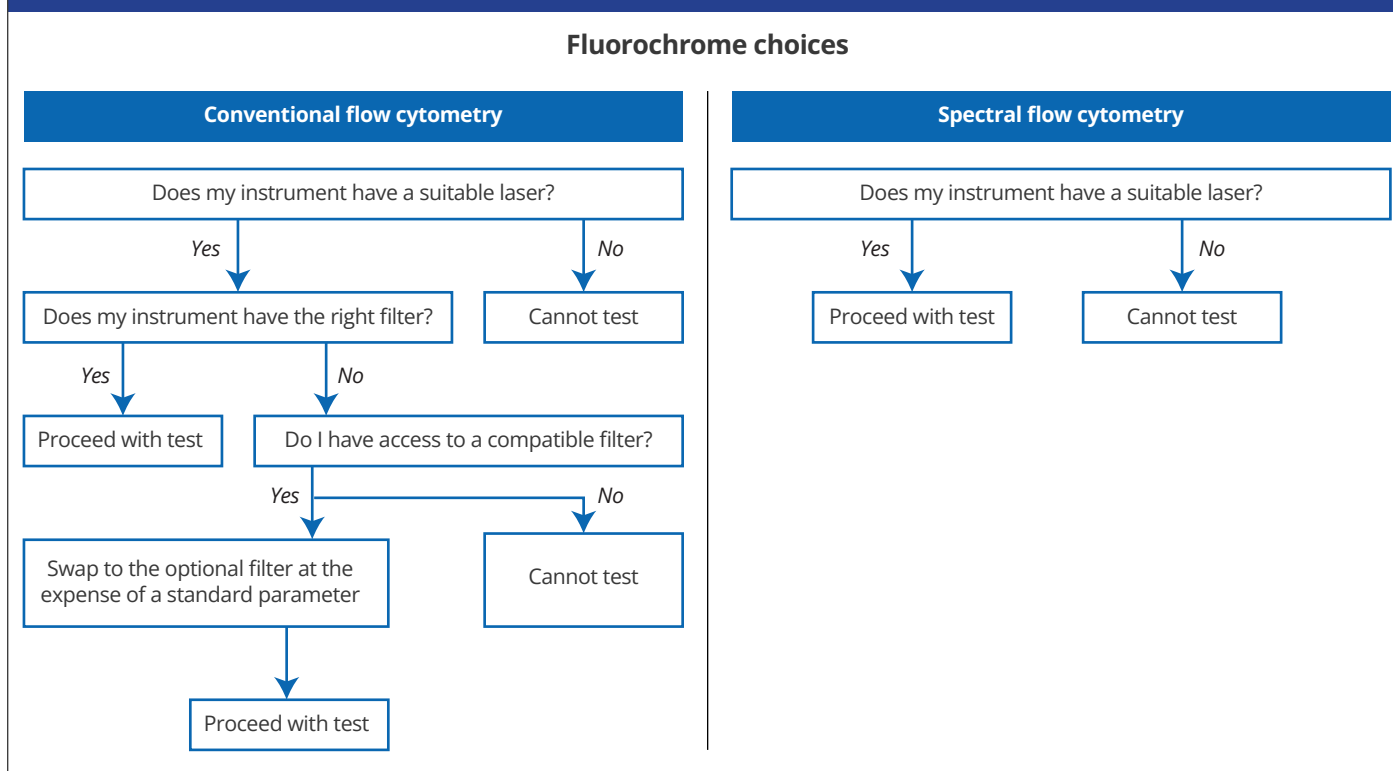 Fluorochrome choices
Conventional flow cytometry
Does my instrument have a suitable laser?
Yes
No
Does my instrument have the right filter?
Cannot test
Yes
No
Proceed with test
Do I have access to a compatible filter?
Yes
No
Swap to the optional filter at the
expense of a standard parameter
Cannot test
Proceed with test
Spectral flow cytometry
Does my instrument have a suitable laser?
Yes
No
Proceed with test
Cannot test